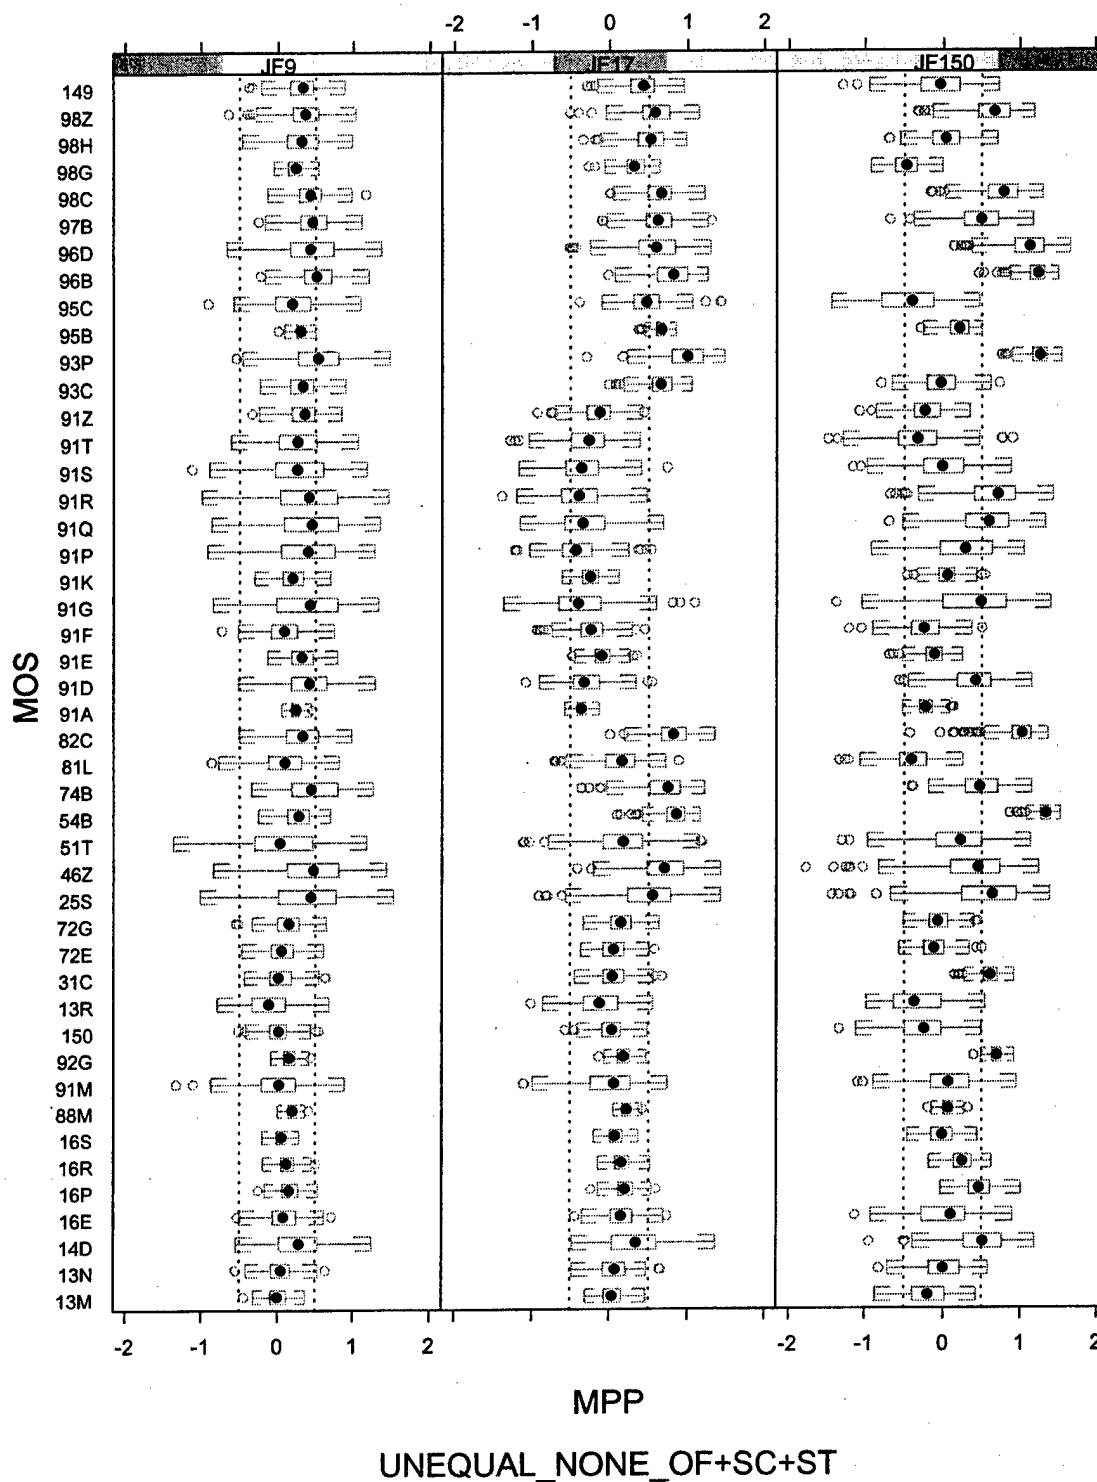 -2 -1 0 1 2
JF9 JF17 JF150
149
98Z
98H
98G
98C
97B
96D
96B
95C
95B
93P
93C
91Z
91T
91S
91R
91Q
91P
91K
91G
91F
91E
91D
91A
82C
81L
74B
54B
51T
46Z
25S
72G
72E
31C
13R
150
92G
91M
88M
16S
16R
16P
16E
14D
13N
13M
MOS
-2 -1 0 1 2 -2 -1 0 1 2
MPP
UNEQUAL_NONE_OF+SC+ST